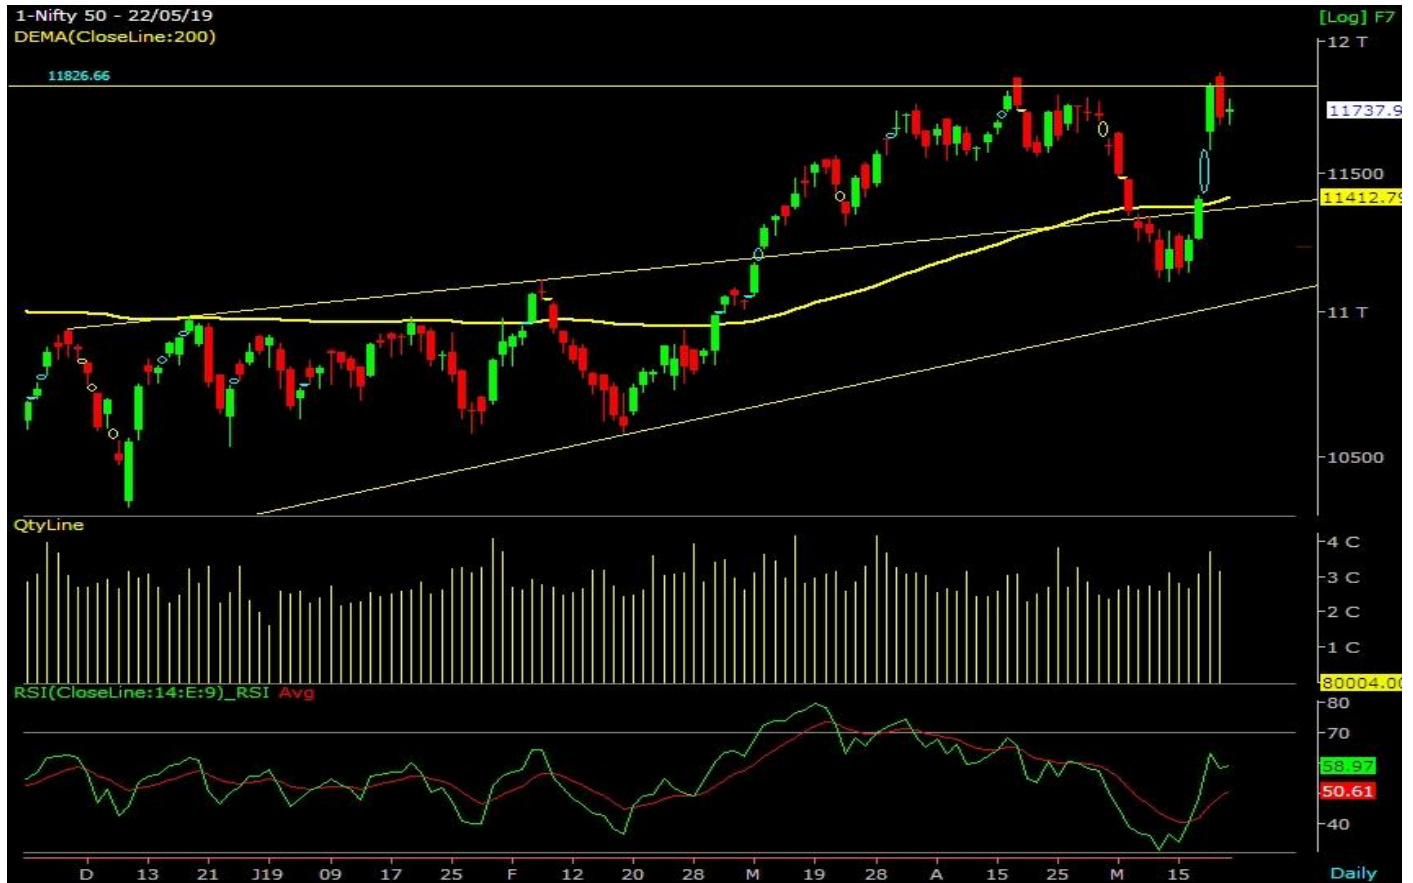 1-Nifty 50 - 22/05/19
[Log] F7
DEMA(CloseLine:200)
12 T
11826.66
11737.9
11500
11412.79
11 T
10500
QtyLine
4 C
3 C
2 C
1 C
80004.00
RSI(CloseLine:14:E:9)_RSI Avg
80
70
58.97
50.61
40
D 13 21 J19 09 17 25 F 12 20 28 M 19 28 A 15 25 M 15 Daily